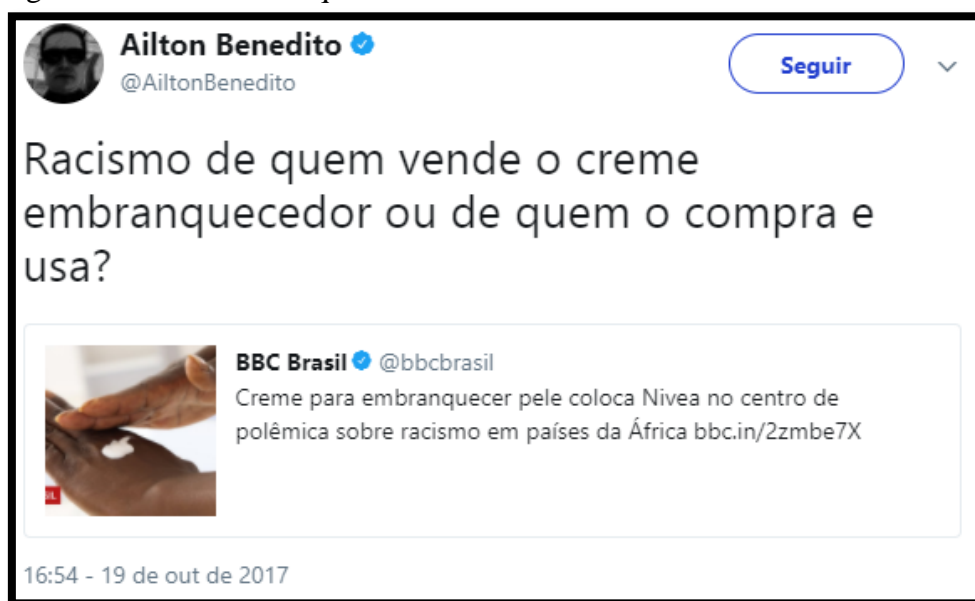 Ailton Benedito
@AiltonBenedito
Seguir
Racismo de quem vende o creme
embranquecedor ou de quem o compra e
usa?
BBC Brasil @bbcbrasil
Creme para embranquecer pele coloca Nivea no centro de
polêmica sobre racismo em países da África bbc.in/2zmbe7X
16:54 - 19 de out de 2017